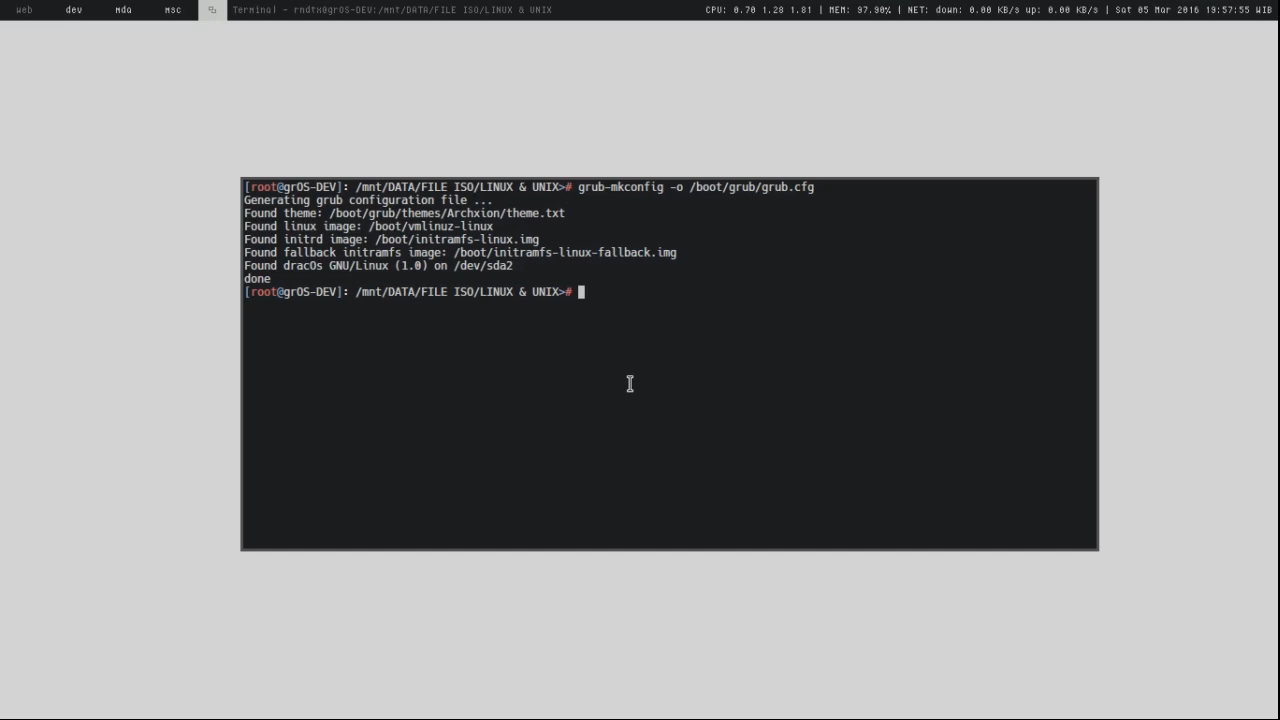 web dev mda msc Terminal - rndtx@grOS-DEV:/mnt/DATA/FILE ISO/LINUX & UNIX CPU: 0.70 1.28 1.81 | MEM: 97.90% | NET: down: 0.00 KB/s up: 0.00 KB/s | Sat 05 Mar 2016 19:57:55 WIB
[root@grOS-DEV]: /mnt/DATA/FILE ISO/LINUX & UNIX># grub-mkconfig -o /boot/grub/grub.cfg
Generating grub configuration file ...
Found theme: /boot/grub/themes/Archxion/theme.txt
Found linux image: /boot/vmlinuz-linux
Found initrd image: /boot/initramfs-linux.img
Found fallback initramfs image: /boot/initramfs-linux-fallback.img
Found dracOs GNU/Linux (1.0) on /dev/sda2
done
[root@grOS-DEV]: /mnt/DATA/FILE ISO/LINUX & UNIX>#